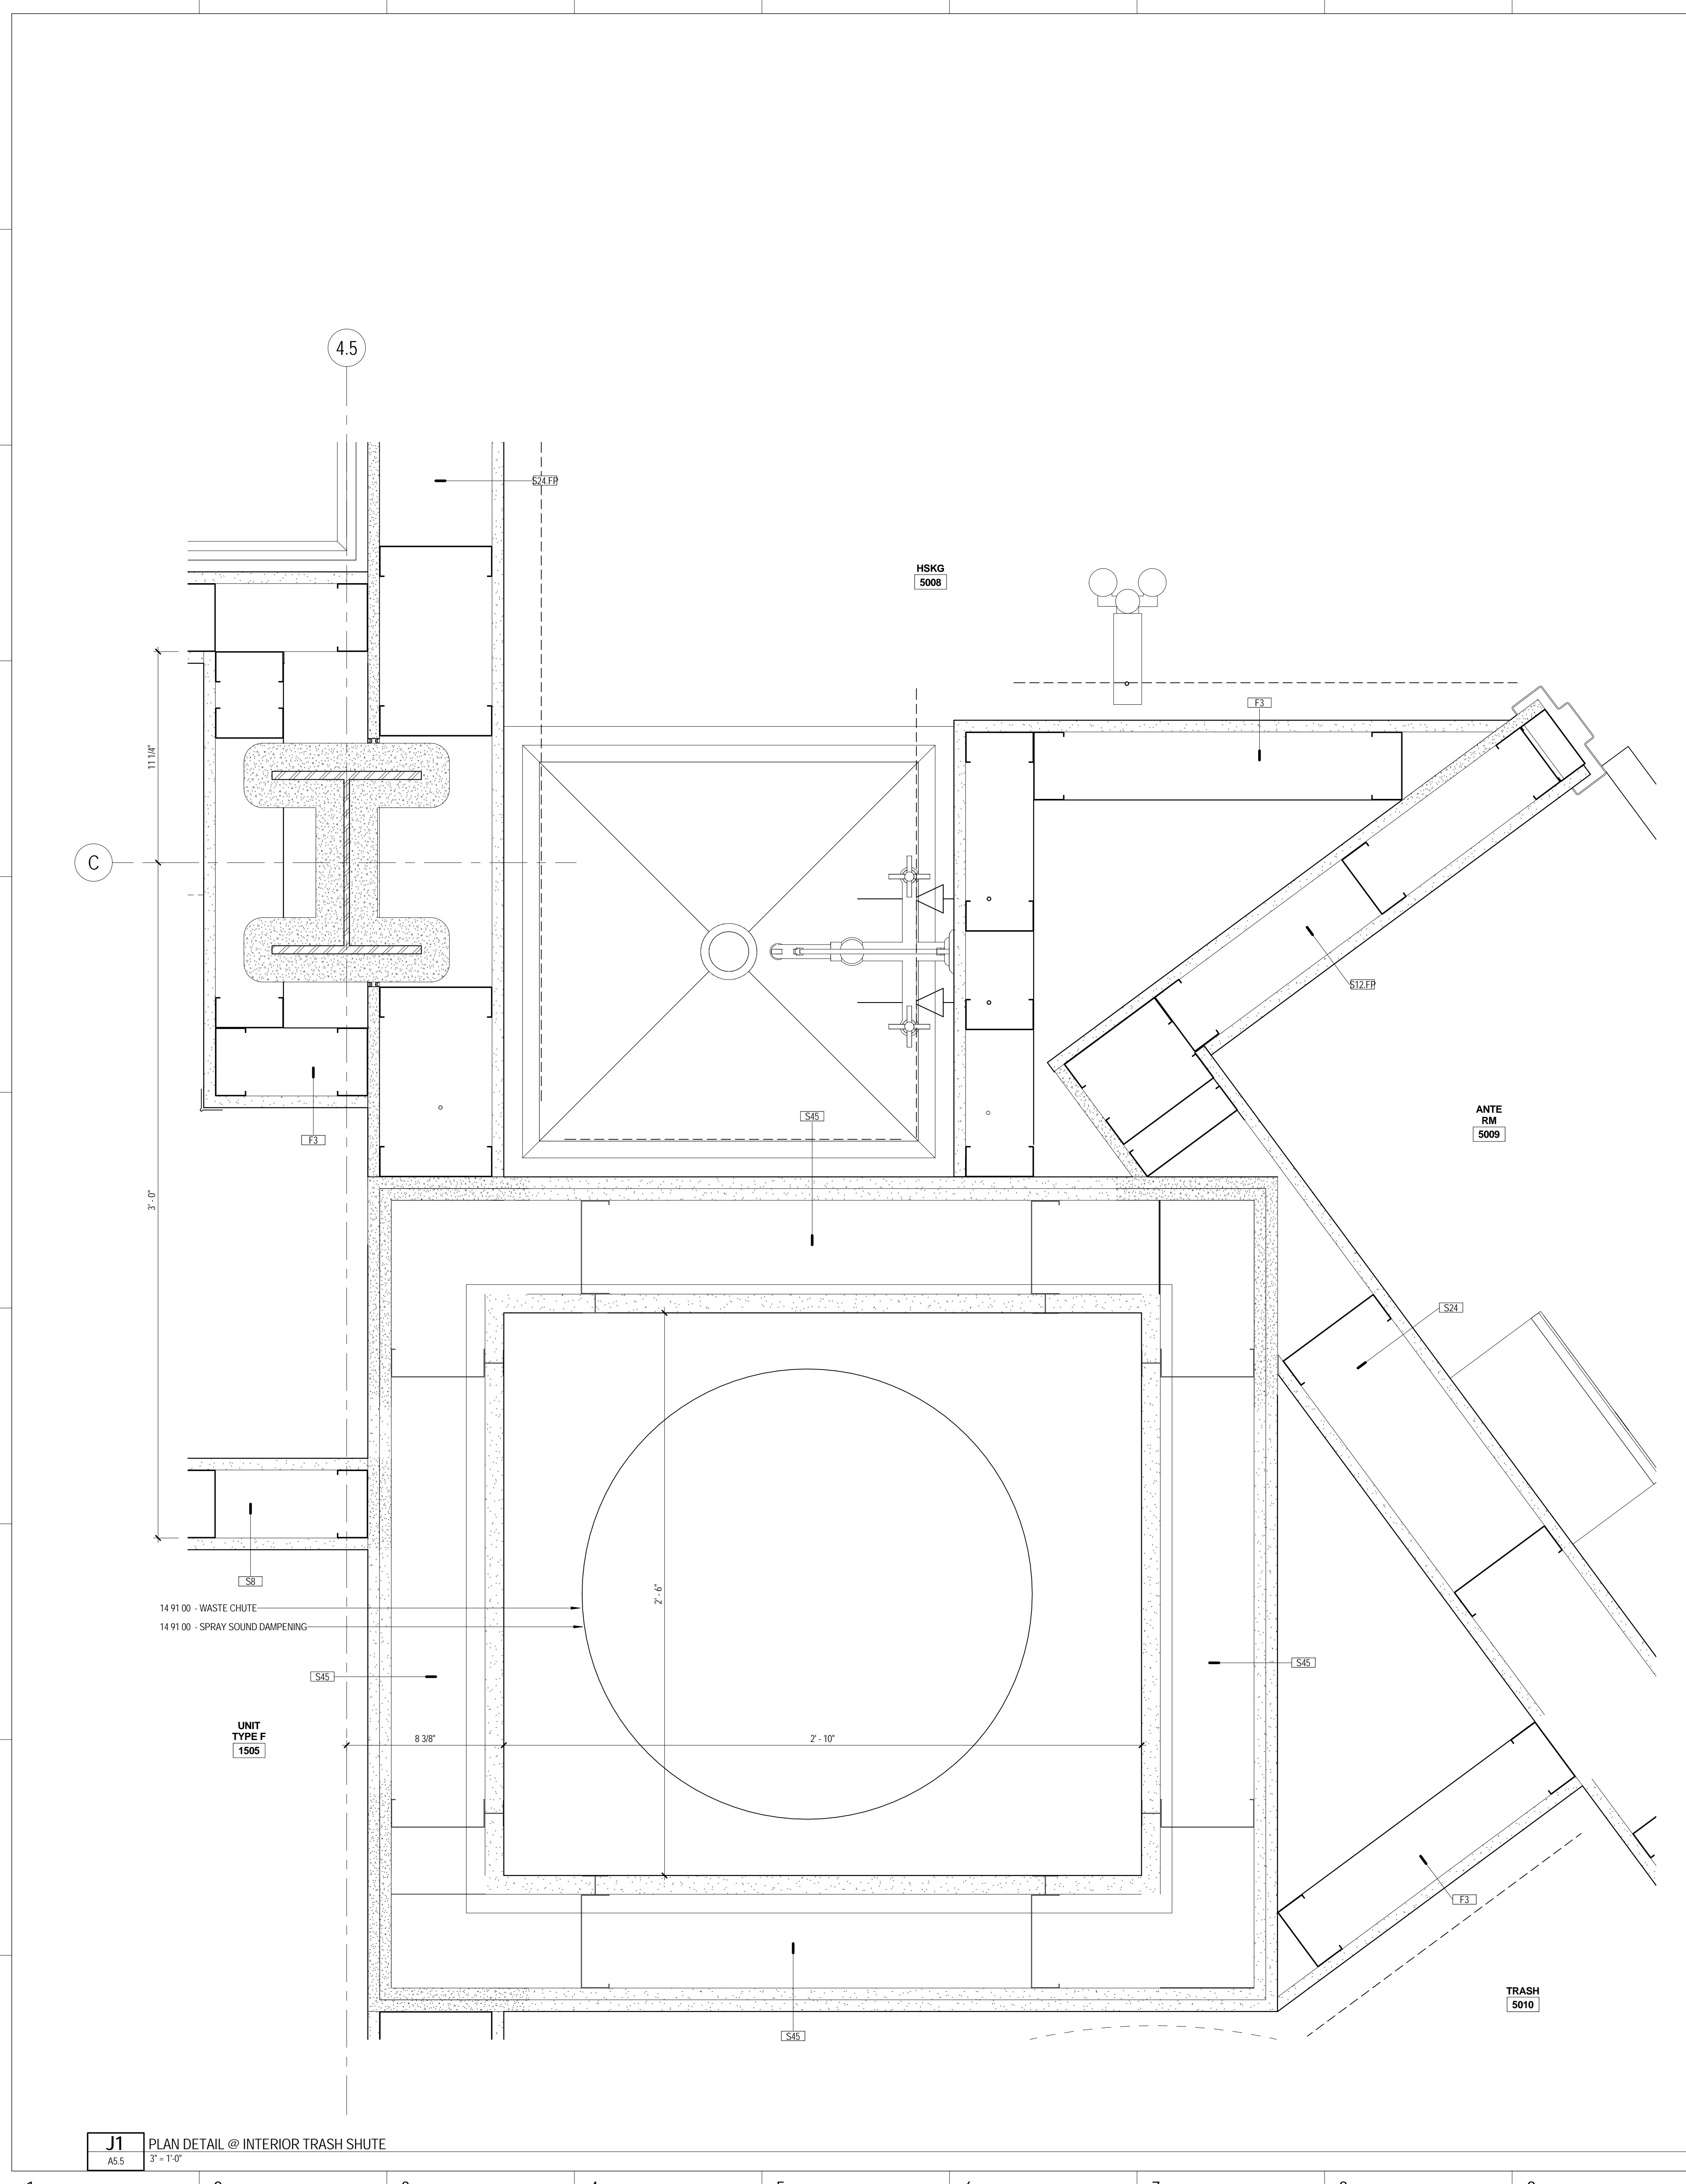 4.5
S24.FP
HSKG
5008
F3
11 1/4"
C
S12.FP
S45
ANTE
RM
5009
F3
3' - 0"
S24
S8
2' - 6"
14 91 00 - WASTE CHUTE
14 91 00 - SPRAY SOUND DAMPENING
S45
S45
UNIT
TYPE F
1505
8 3/8"
2' - 10"
F3
TRASH
5010
S45
J1
PLAN DETAIL @ INTERIOR TRASH SHUTE
A5.5
3" = 1'-0"